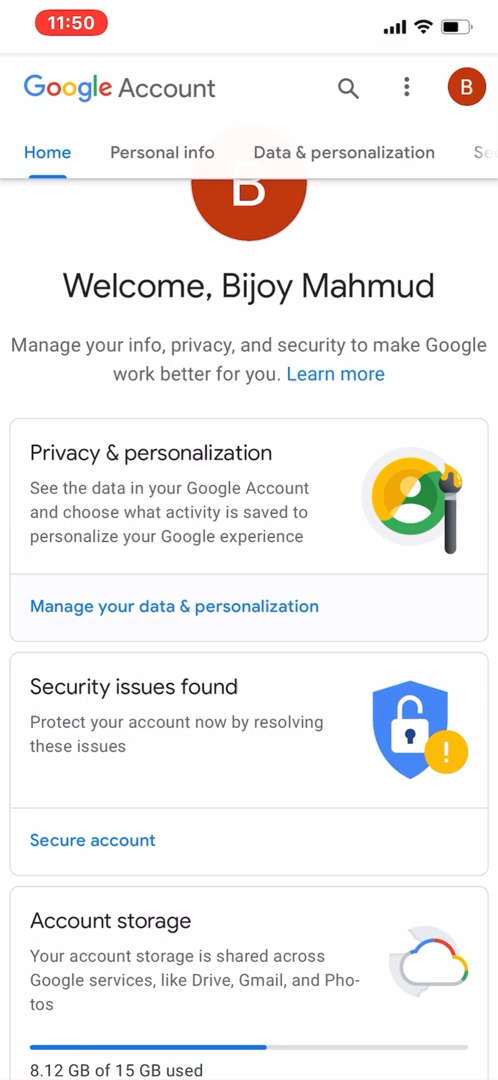 11:50
Google Account
B
Home Personal info Data & personalization Se
B
Welcome, Bijoy Mahmud
Manage your info, privacy, and security to make Google
work better for you. Learn more
Privacy & personalization
See the data in your Google Account
and choose what activity is saved to
personalize your Google experience
Manage your data & personalization
Security issues found
Protect your account now by resolving
these issues
Secure account
Account storage
Your account storage is shared across
Google services, like Drive, Gmail, and Pho-
tos
8.12 GB of 15 GB used